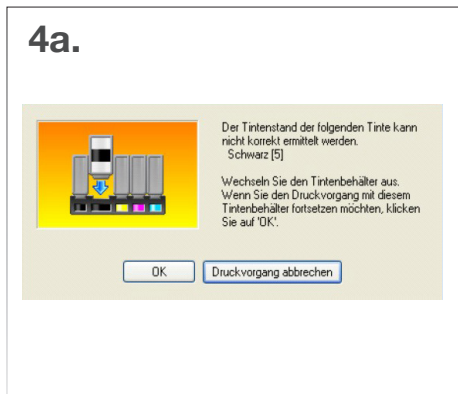 4a.
Der Tintenstand der folgenden Tinte kann
nicht korrekt ermittelt werden.
Schwarz [5]
Wechseln Sie den Tintenbehälter aus.
Wenn Sie den Druckvorgang mit diesem
Tintenbehälter fortsetzen möchten, klicken
Sie auf 'OK'.
OK
Druckvorgang abbrechen